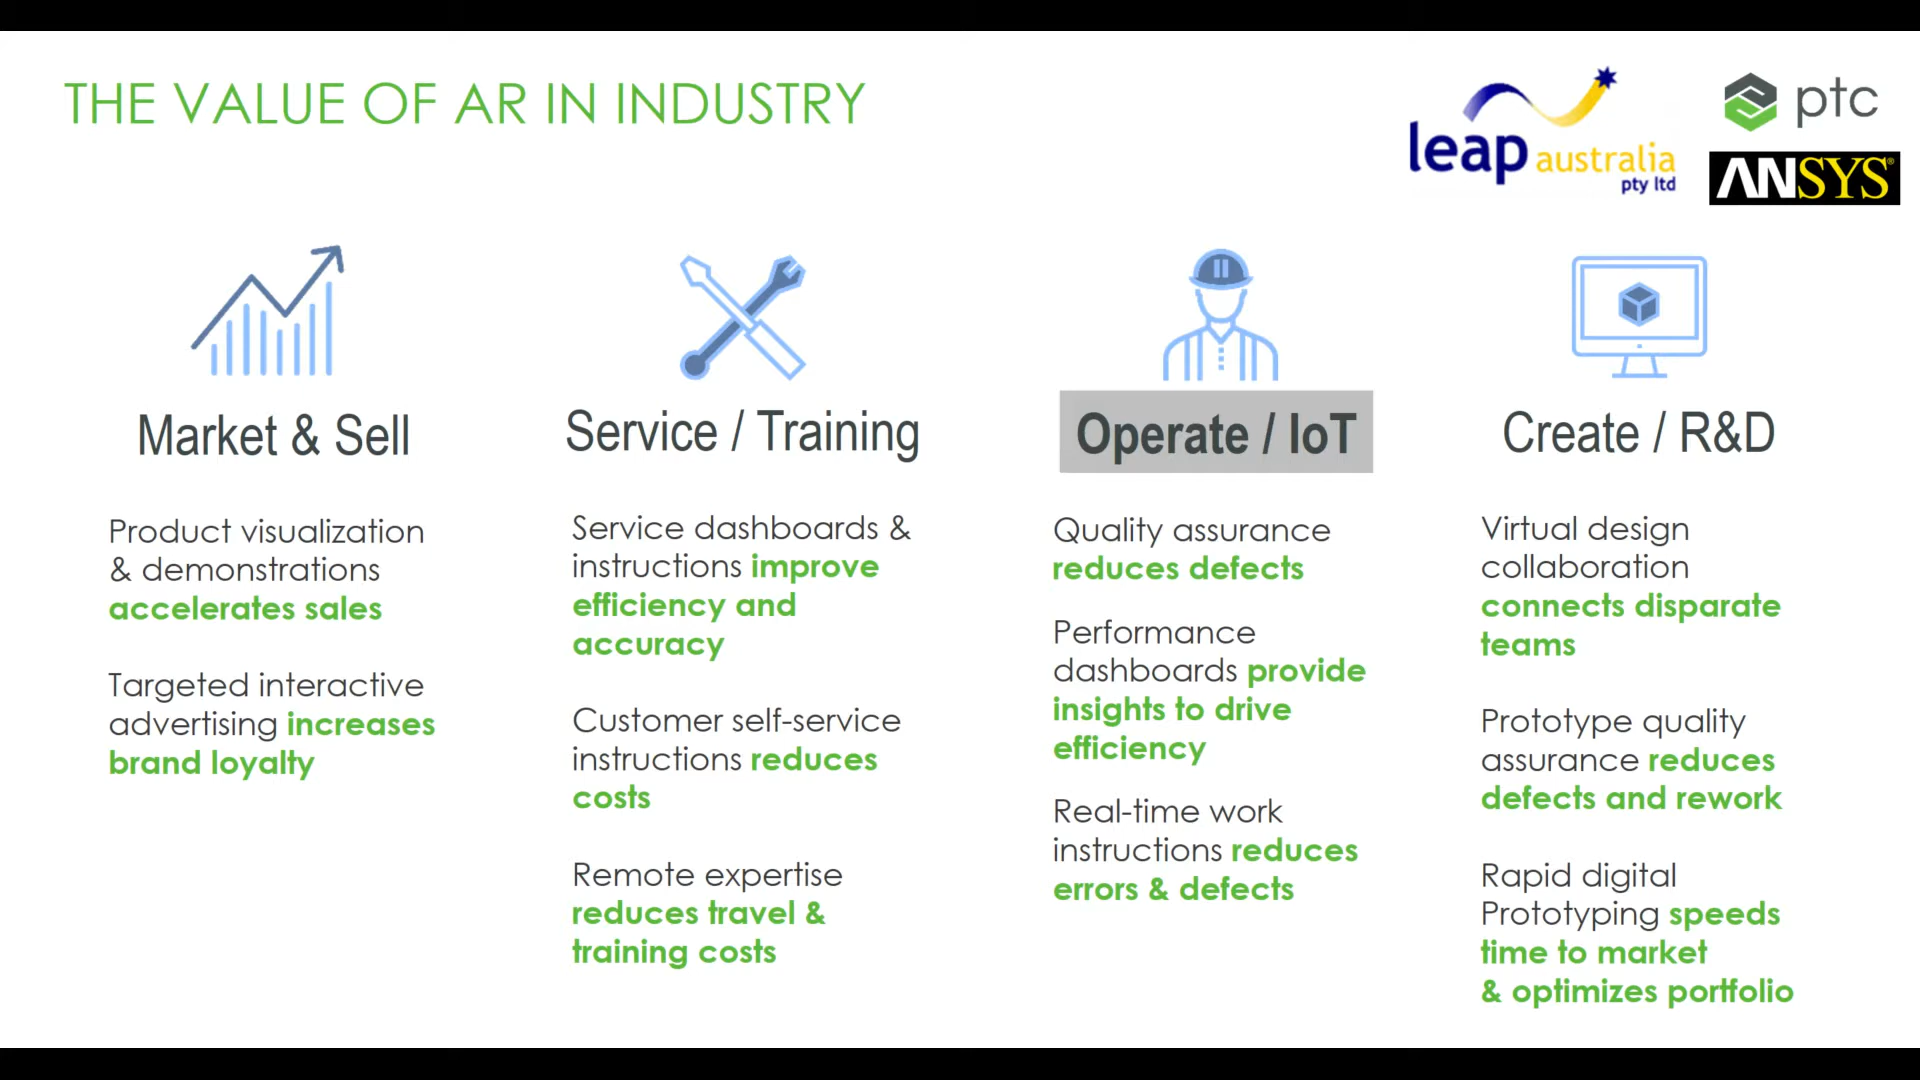 THE VALUE OF AR IN INDUSTRY
leap australia
pty ltd
ptc
ANSYS®
Market & Sell
Product visualization
& demonstrations
accelerates sales
Targeted interactive
advertising increases
brand loyalty
Service / Training
Service dashboards &
instructions improve
efficiency and
accuracy
Customer self-service
instructions reduces
costs
Remote expertise
reduces travel &
training costs
Operate / IoT
Quality assurance
reduces defects
Performance
dashboards provide
insights to drive
efficiency
Real-time work
instructions reduces
errors & defects
Create / R&D
Virtual design
collaboration
connects disparate
teams
Prototype quality
assurance reduces
defects and rework
Rapid digital
Prototyping speeds
time to market
& optimizes portfolio